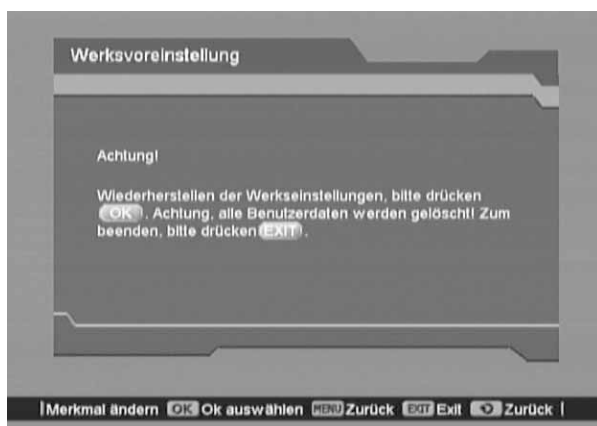 Werksvoreinstellung
Achtung!
Wiederherstellen der Werkseinstellungen, bitte drücken
OK . Achtung, alle Benutzerdaten werden gelöscht! Zum
beenden, bitte drücken EXIT .
Merkmal ändern OK Ok auswählen MENU Zurück EXIT Exit Zurück